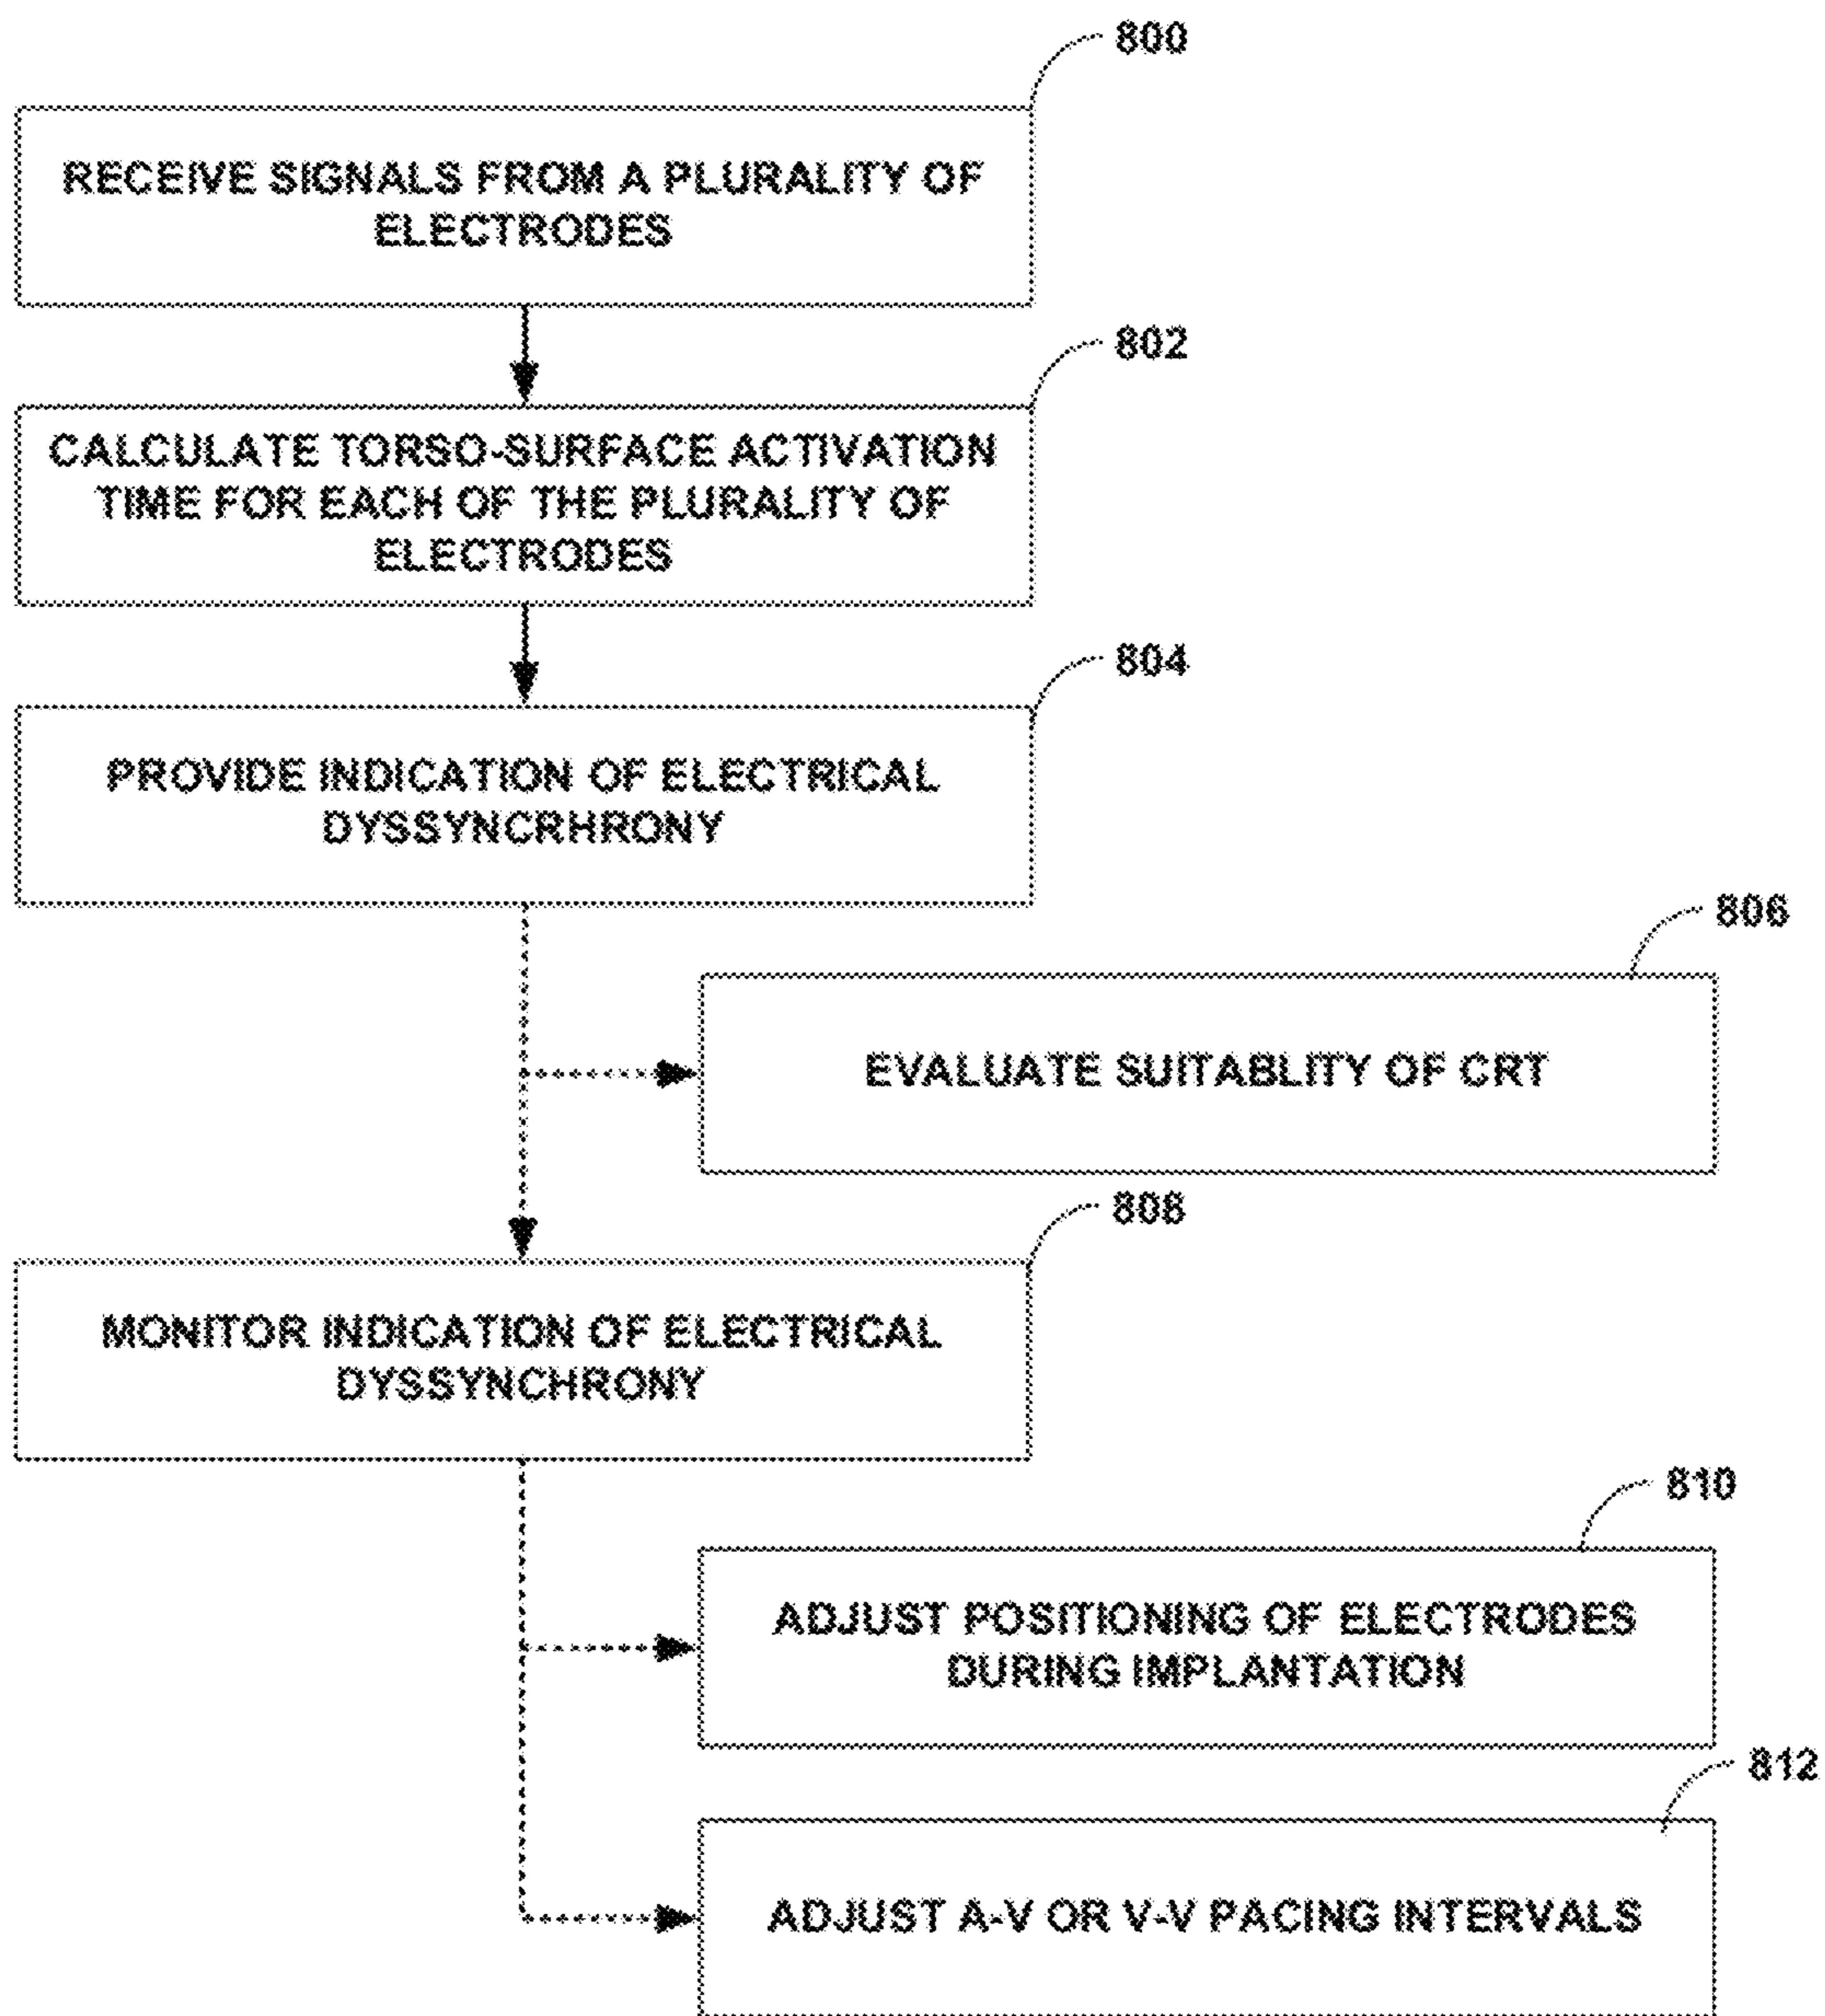 800
RECEIVE SIGNALS FROM A PLURALITY OF
ELECTRODES
802
CALCULATE TORSO-SURFACE ACTIVATION
TIME FOR EACH OF THE PLURALITY OF
ELECTRODES
804
PROVIDE INDICATION OF ELECTRICAL
DYSSYNCRHRONY
806
EVALUATE SUITABLITY OF CRT
808
MONITOR INDICATION OF ELECTRICAL
DYSSYNCHRONY
810
ADJUST POSITIONING OF ELECTRODES
DURING IMPLANTATION
812
ADJUST A-V OR V-V PACING INTERVALS